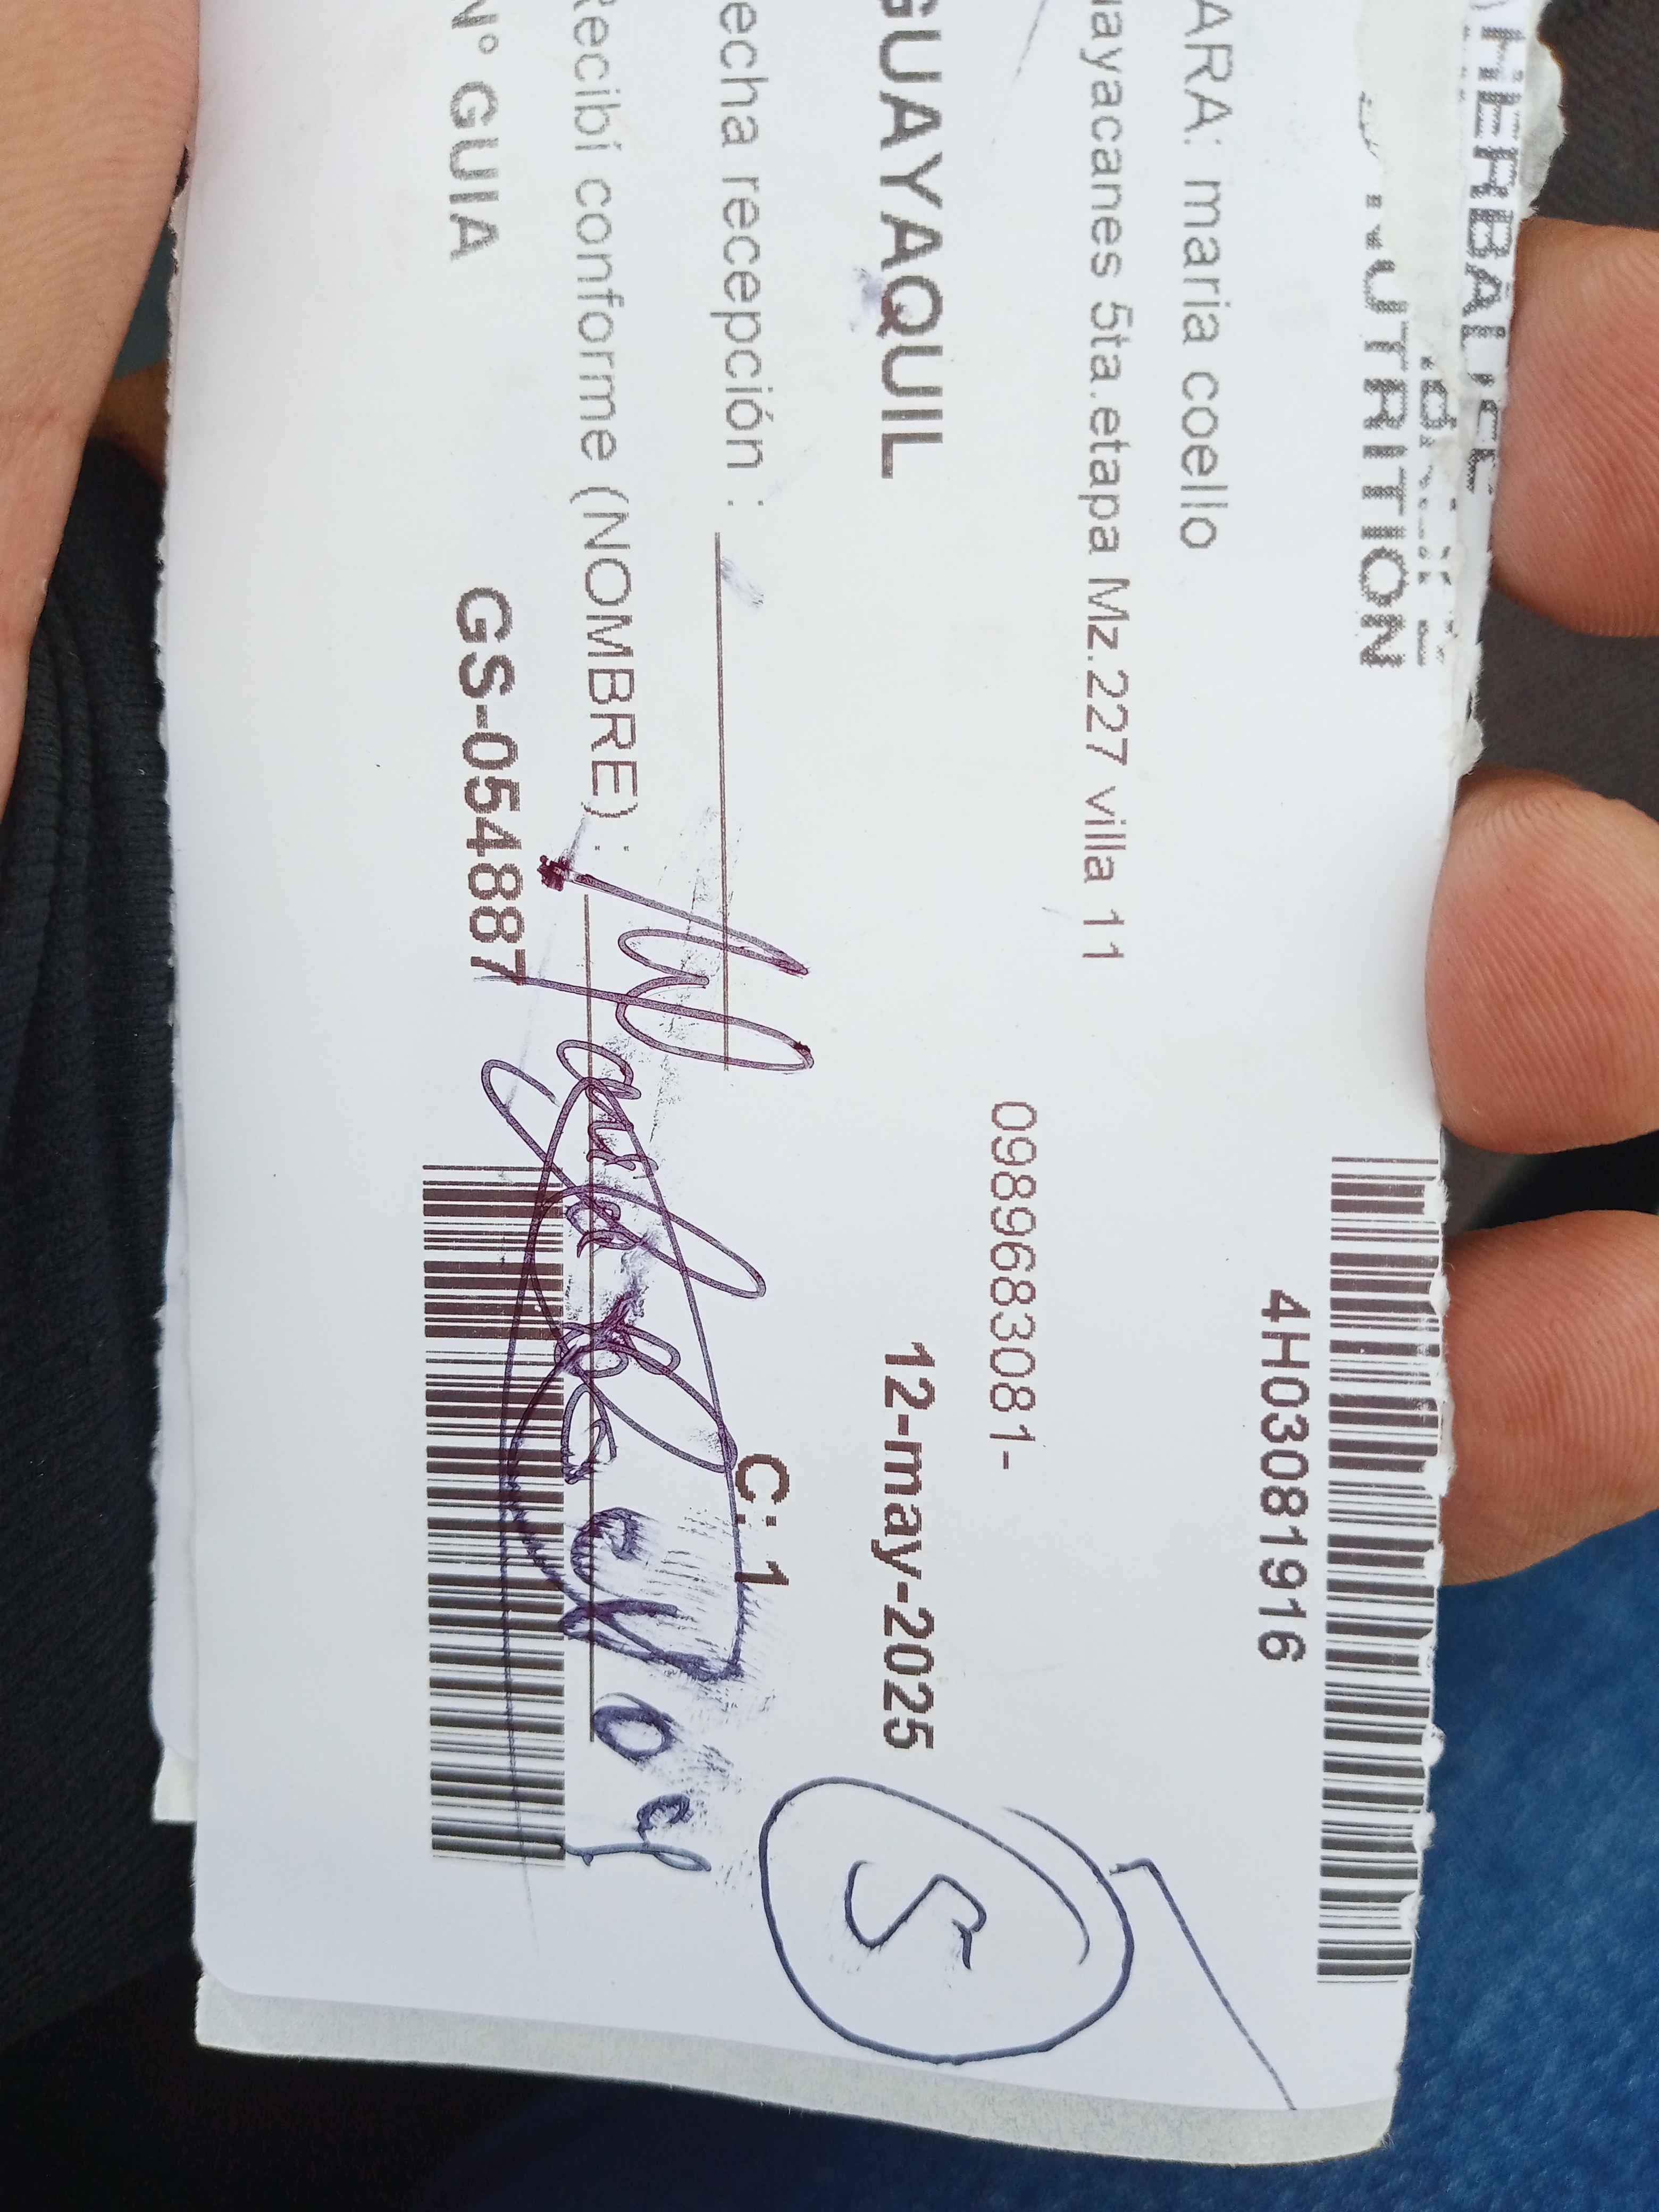 HERBALIFE
NUTRITION
4H03081916
ARA: maria coello
uayacanes 5ta.etapa Mz.227 villa 11
0989683081-
GUAYAQUIL 12-may-2025
echa recepción :
C: 1
Recibí conforme (NOMBRE) :
N° GUIA GS-054887
5